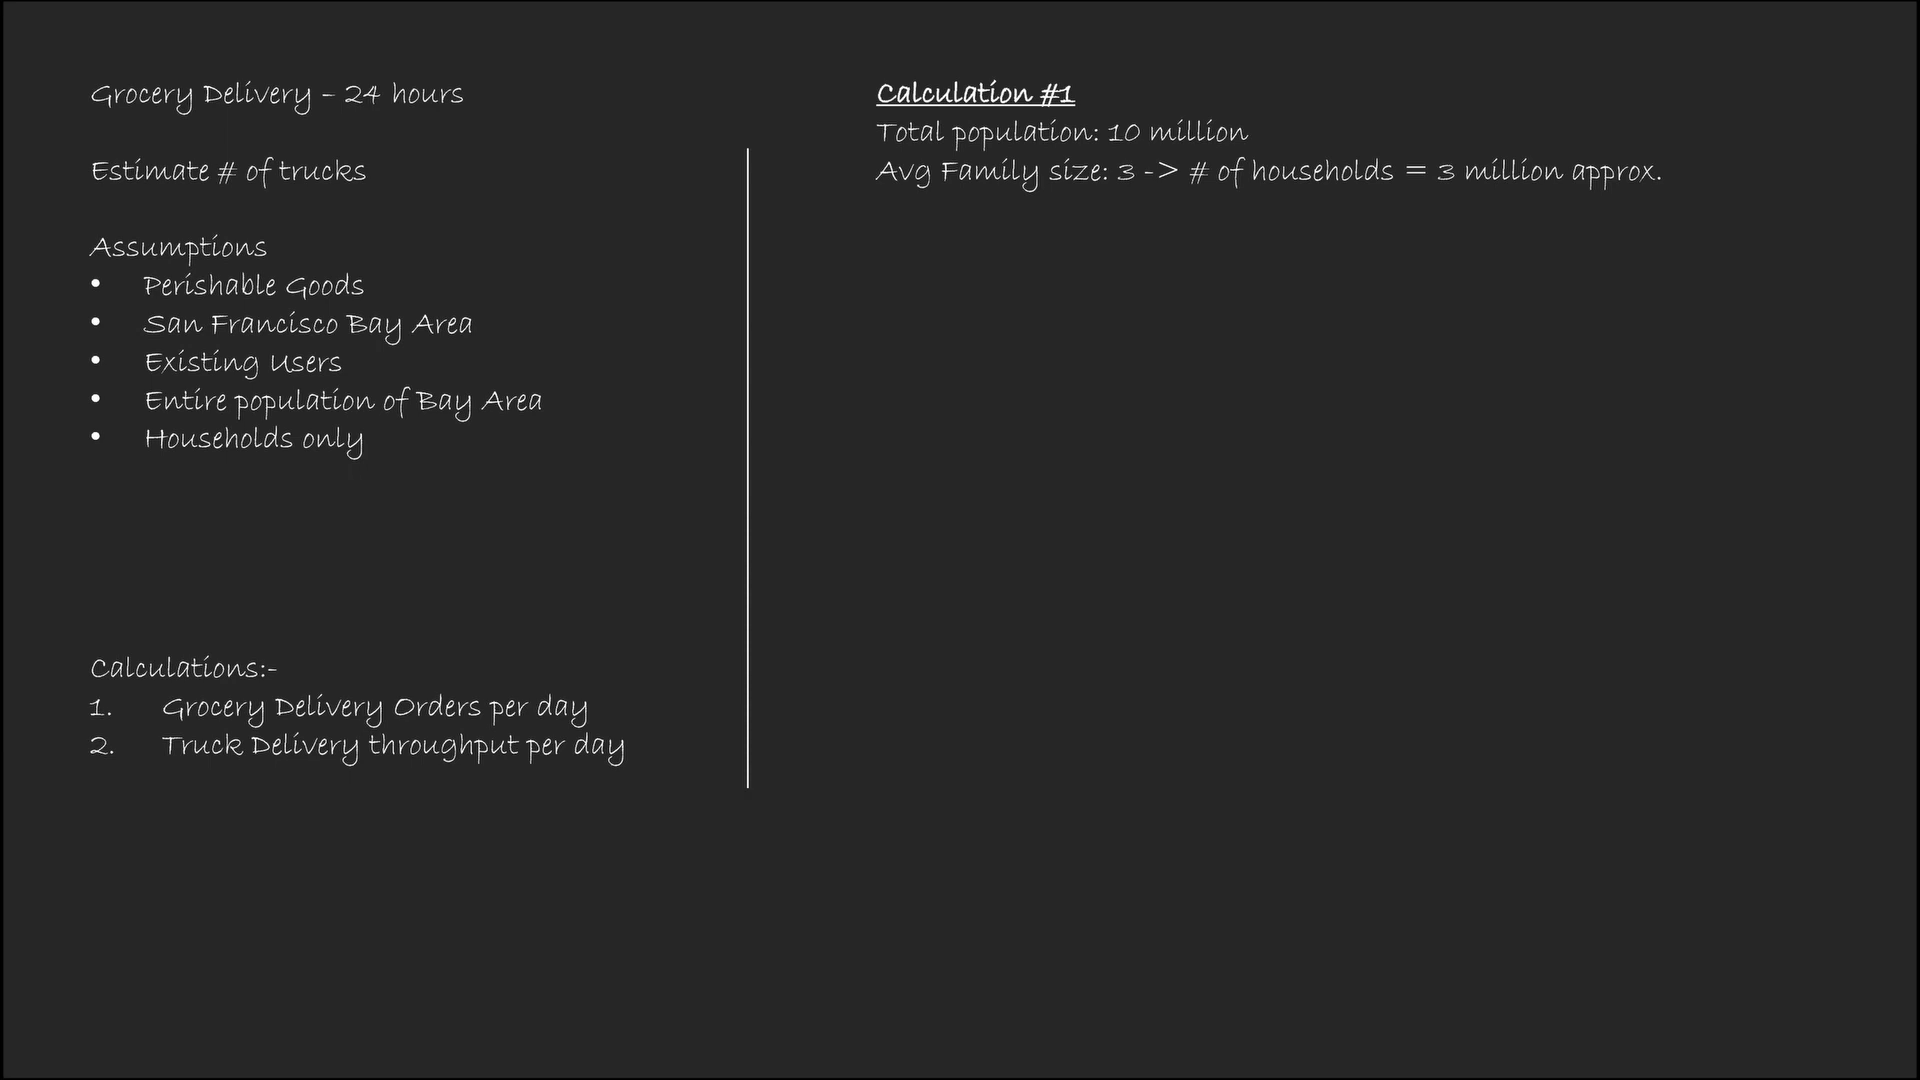 Grocery Delivery – 24 hours
Estimate # of trucks
Assumptions
• Perishable Goods
• San Francisco Bay Area
• Existing Users
• Entire population of Bay Area
• Households only
Calculations:-
1. Grocery Delivery Orders per day
2. Truck Delivery throughput per day
Calculation #1
Total population: 10 million
Avg Family size: 3 -> # of households = 3 million approx.